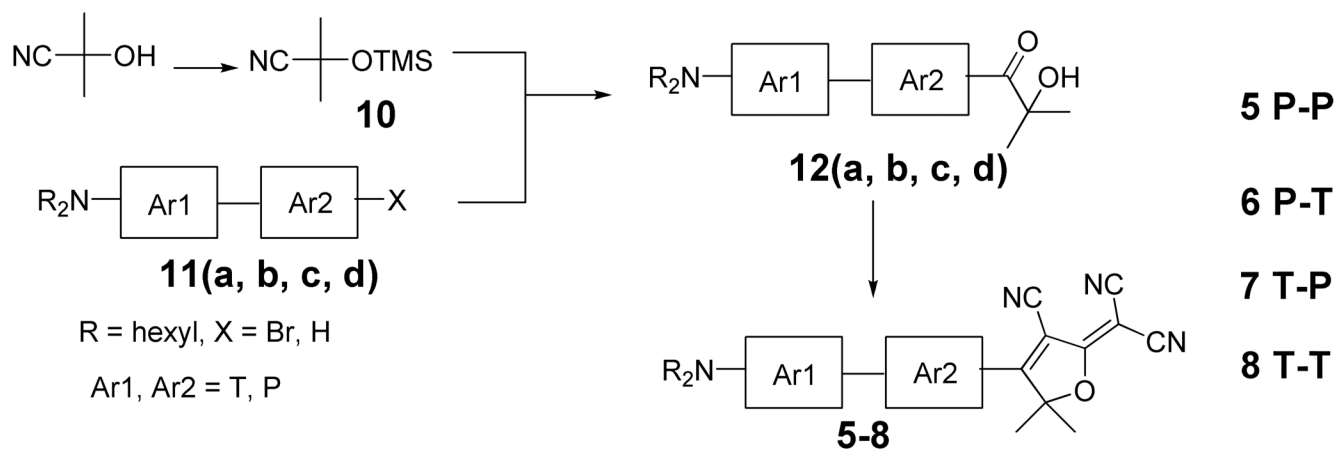 NC OH
NC OTMS
10
R₂N Ar1 Ar2 X
11(a, b, c, d)
R = hexyl, X = Br, H
Ar1, Ar2 = T, P
R₂N Ar1 Ar2 O OH
12(a, b, c, d)
NC NC CN
R₂N Ar1 Ar2 O
5-8
5 P-P
6 P-T
7 T-P
8 T-T